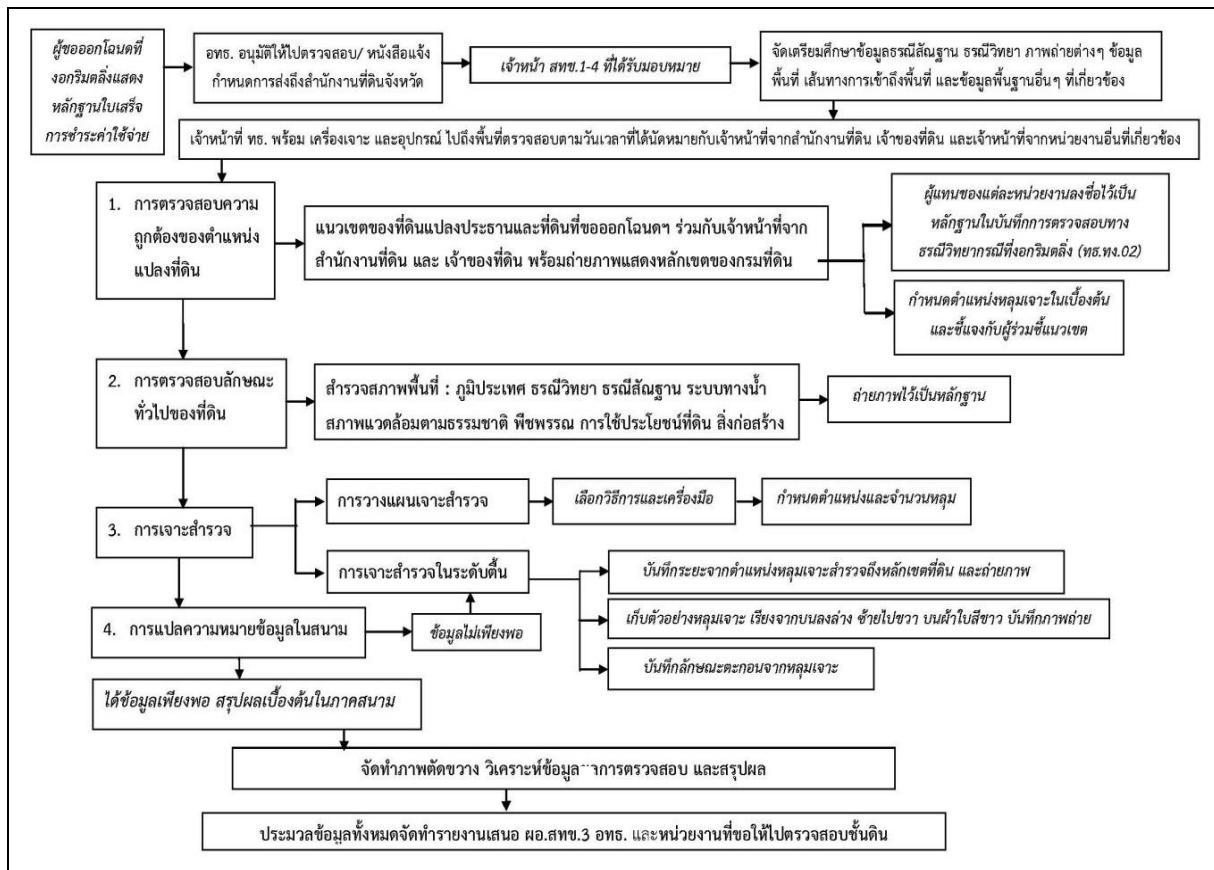 ผู้ขอออกโฉนดที่
งอกริมตลิ่งแสดง
หลักฐานใบเสร็จ
การชำระค่าใช้จ่าย
อทธ. อนุมัติให้ไปตรวจสอบ/ หนังสือแจ้ง
กำหนดการส่งถึงสำนักงานที่ดินจังหวัด
เจ้าหน้า สทข.1-4 ที่ได้รับมอบหมาย
จัดเตรียมศึกษาข้อมูลธรณีสัณฐาน ธรณีวิทยา ภาพถ่ายต่างๆ ข้อมูล
พื้นที่ เส้นทางการเข้าถึงพื้นที่ และข้อมูลพื้นฐานอื่นๆ ที่เกี่ยวข้อง
เจ้าหน้าที่ ทธ. พร้อม เครื่องเจาะ และอุปกรณ์ ไปถึงพื้นที่ตรวจสอบตามวันเวลาที่ได้นัดหมายกับเจ้าหน้าที่จากสำนักงานที่ดิน เจ้าของที่ดิน และเจ้าหน้าที่จากหน่วยงานอื่นที่เกี่ยวข้อง
1. การตรวจสอบความ
ถูกต้องของตำแหน่ง
แปลงที่ดิน
แนวเขตของที่ดินแปลงประธานและที่ดินที่ขอออกโฉนดฯ ร่วมกับเจ้าหน้าที่จาก
สำนักงานที่ดิน และ เจ้าของที่ดิน พร้อมถ่ายภาพแสดงหลักเขตของกรมที่ดิน
ผู้แทนของแต่ละหน่วยงานลงชื่อไว้เป็น
หลักฐานในบันทึกการตรวจสอบทาง
ธรณีวิทยากรณีที่งอกริมตลิ่ง (ทธ.ทง.02)
กำหนดตำแหน่งหลุมเจาะในเบื้องต้น
และชี้แจงกับผู้ร่วมชี้แนวเขต
2. การตรวจสอบลักษณะ
ทั่วไปของที่ดิน
สำรวจสภาพพื้นที่ : ภูมิประเทศ ธรณีวิทยา ธรณีสัณฐาน ระบบทางน้ำ
สภาพแวดล้อมตามธรรมชาติ พืชพรรณ การใช้ประโยชน์ที่ดิน สิ่งก่อสร้าง
ถ่ายภาพไว้เป็นหลักฐาน
3. การเจาะสำรวจ
การวางแผนเจาะสำรวจ
เลือกวิธีการและเครื่องมือ
กำหนดตำแหน่งและจำนวนหลุม
การเจาะสำรวจในระดับตื้น
บันทึกระยะจากตำแหน่งหลุมเจาะสำรวจถึงหลักเขตที่ดิน และถ่ายภาพ
เก็บตัวอย่างหลุมเจาะ เรียงจากบนลงล่าง ซ้ายไปขวา บนผ้าใบสีขาว บันทึกภาพถ่าย
บันทึกลักษณะตะกอนจากหลุมเจาะ
4. การแปลความหมายข้อมูลในสนาม
ข้อมูลไม่เพียงพอ
ได้ข้อมูลเพียงพอ สรุปผลเบื้องต้นในภาคสนาม
จัดทำภาพตัดขวาง วิเคราะห์ข้อมูล การตรวจสอบ และสรุปผล
ประมวลข้อมูลทั้งหมดจัดทำรายงานเสนอ ผอ.สทข.3 อทธ. และหน่วยงานที่ขอให้ไปตรวจสอบชั้นดิน